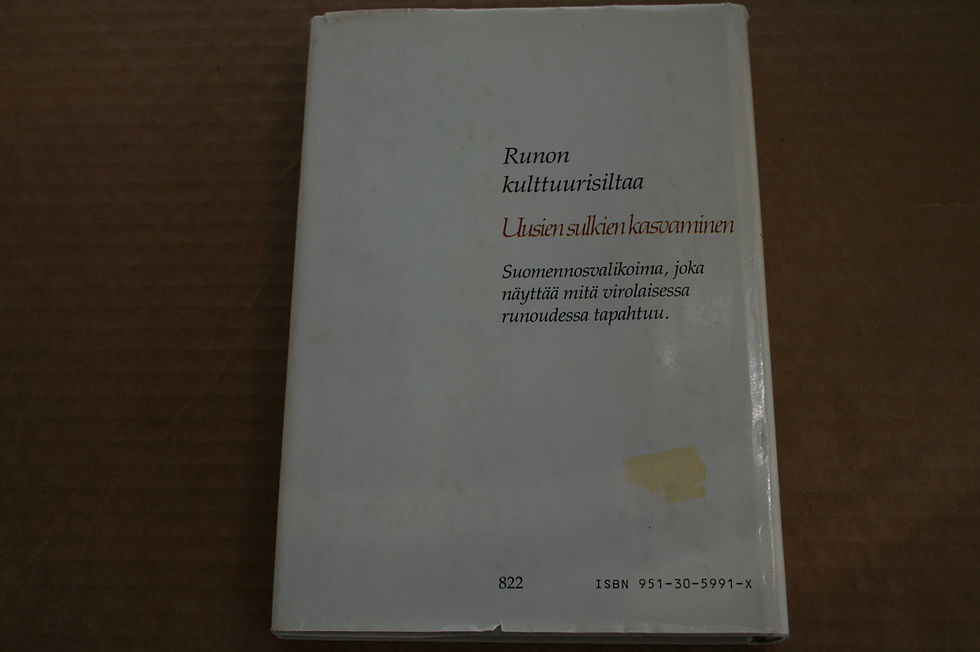 Runon
kulttuurisiltaa
Uusien sulkien kasvaminen
Suomennosvalikoima, joka
näyttää mitä virolaisessa
runoudessa tapahtuu.
822
ISBN 951-30-5991-X